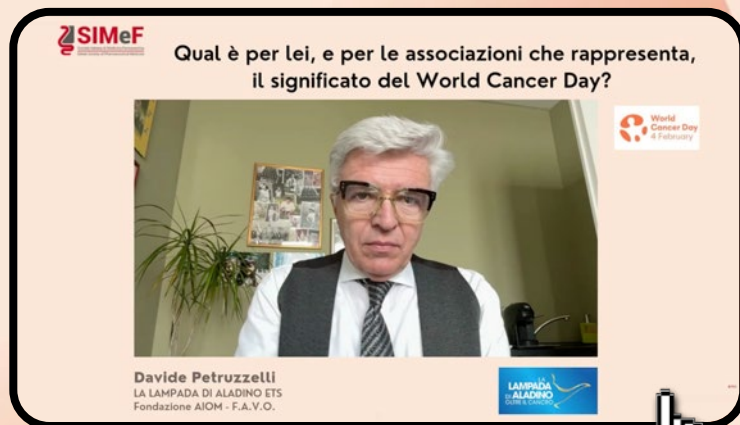 SIMeF
Qual è per lei, e per le associazioni che rappresenta,
il significato del World Cancer Day?
World
Cancer Day
4 February
Davide Petruzzelli
LA LAMPADA DI ALADINO ETS
Fondazione AIOM - F.A.V.O.
LA
LAMPADA
DI ALADINO
OLTRE IL CANCRO